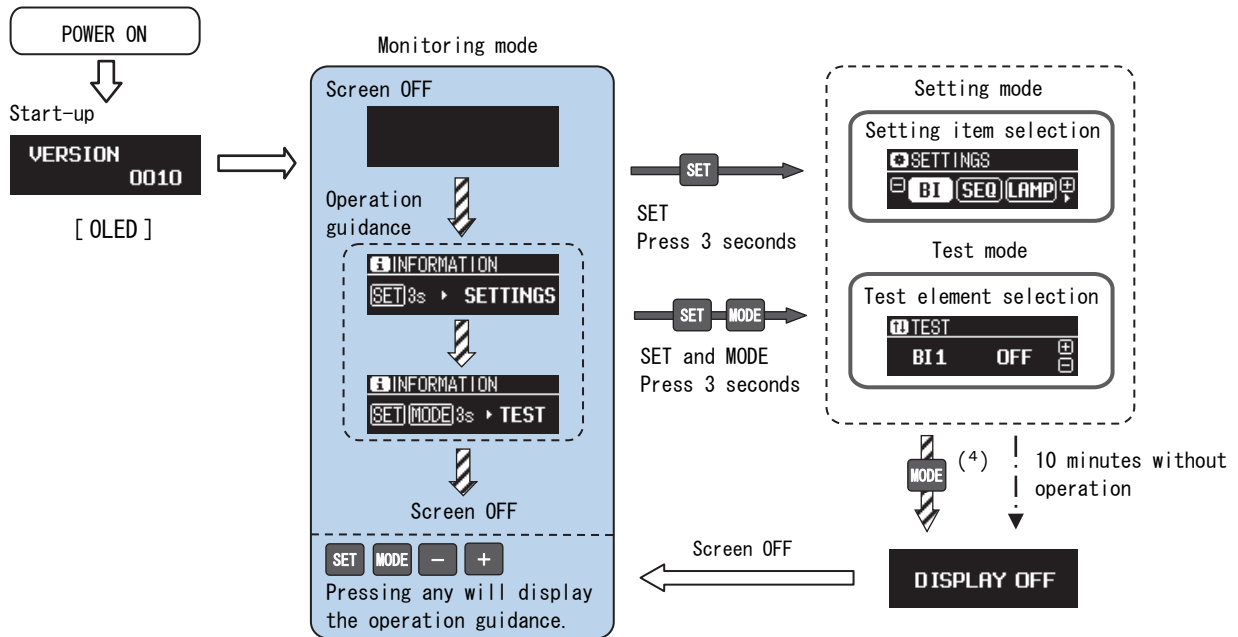 POWER ON
Start-up
VERSION
0010
[ OLED ]
Monitoring mode
Screen OFF
Operation
guidance
i INFORMATION
SET 3s ▸ SETTINGS
i INFORMATION
SET MODE 3s ▸ TEST
Screen OFF
SET MODE − +
Pressing any will display
the operation guidance.
SET
SET
Press 3 seconds
SET MODE
SET and MODE
Press 3 seconds
Setting mode
Setting item selection
SETTINGS
− BI SEQ LAMP +
Test mode
Test element selection
TEST
BI1 OFF + −
MODE (4)
10 minutes without
operation
DISPLAY OFF
Screen OFF